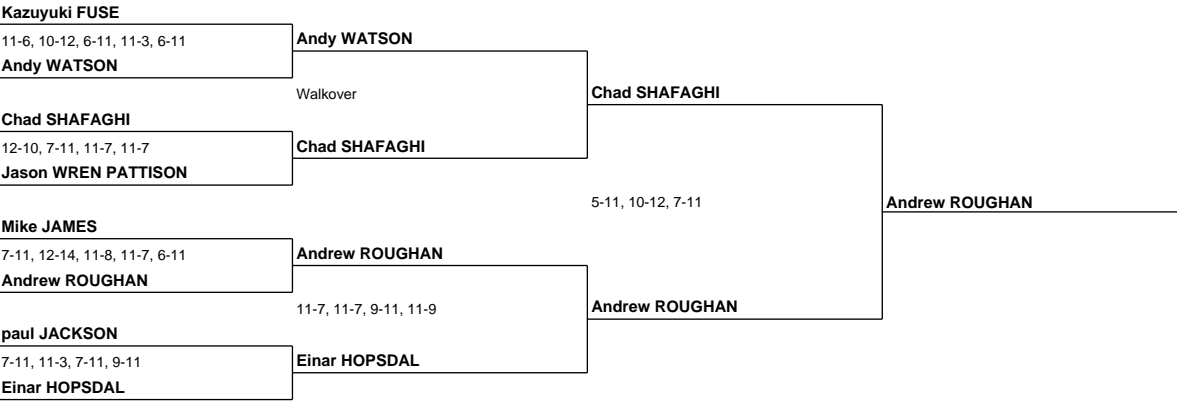 Kazuyuki FUSE
11-6, 10-12, 6-11, 11-3, 6-11
Andy WATSON
Andy WATSON
Walkover
Chad SHAFAGHI
Chad SHAFAGHI
12-10, 7-11, 11-7, 11-7
Chad SHAFAGHI
Jason WREN PATTISON
5-11, 10-12, 7-11
Andrew ROUGHAN
Mike JAMES
7-11, 12-14, 11-8, 11-7, 6-11
Andrew ROUGHAN
Andrew ROUGHAN
11-7, 11-7, 9-11, 11-9
Andrew ROUGHAN
paul JACKSON
7-11, 11-3, 7-11, 9-11
Einar HOPSDAL
Einar HOPSDAL